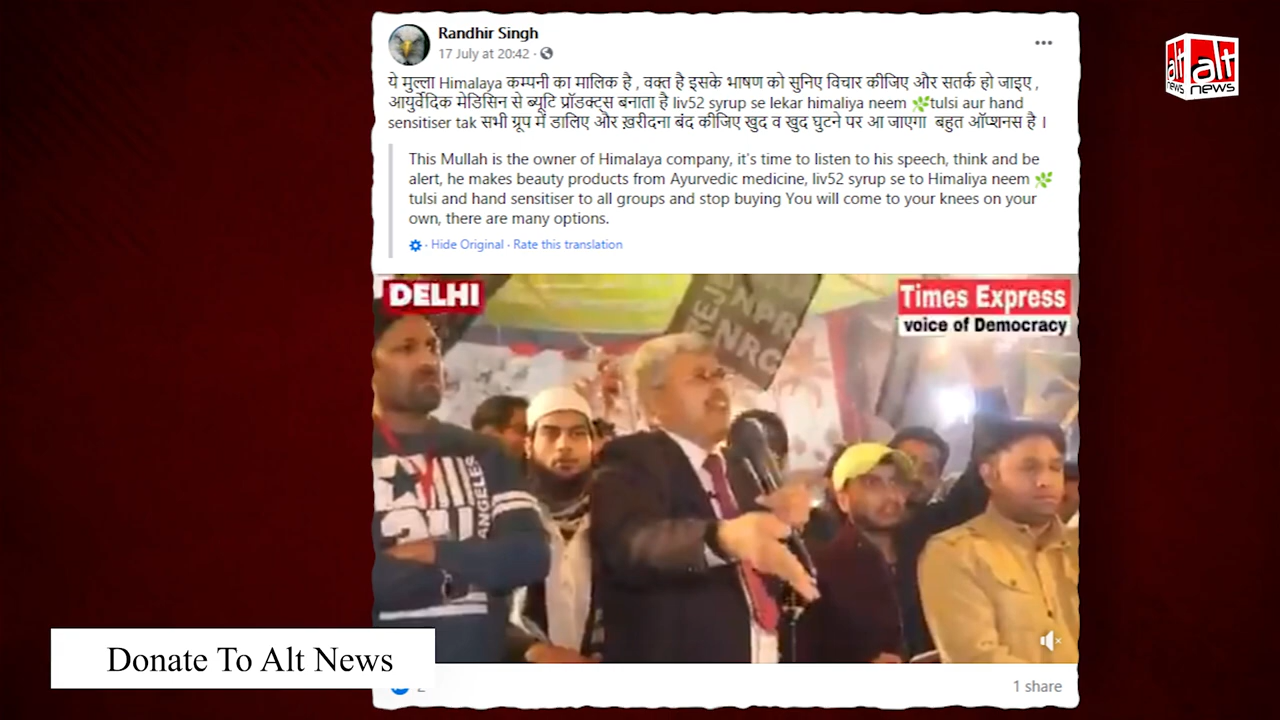 Randhir Singh
17 July at 20:42 ·
ये मुल्ला Himalaya कम्पनी का मालिक है , वक्त है इसके भाषण को सुनिए विचार कीजिए और सतर्क हो जाइए ,
आयुर्वेदिक मेडिसिन से ब्यूटि प्रॉडक्ट्स बनाता है liv52 syrup se lekar himaliya neem 🌿tulsi aur hand
sensitiser tak सभी ग्रूप में डालिए और ख़रीदना बंद कीजिए खुद व खुद घुटने पर आ जाएगा बहुत ऑप्शनस है ।
This Mullah is the owner of Himalaya company, it's time to listen to his speech, think and be
alert, he makes beauty products from Ayurvedic medicine, liv52 syrup se to Himaliya neem 🌿
tulsi and hand sensitiser to all groups and stop buying You will come to your knees on your
own, there are many options.
· Hide Original · Rate this translation
alt alt
news news
DELHI
Times Express
voice of Democracy
NPR
NRC
ANGELES
Donate To Alt News
1 share